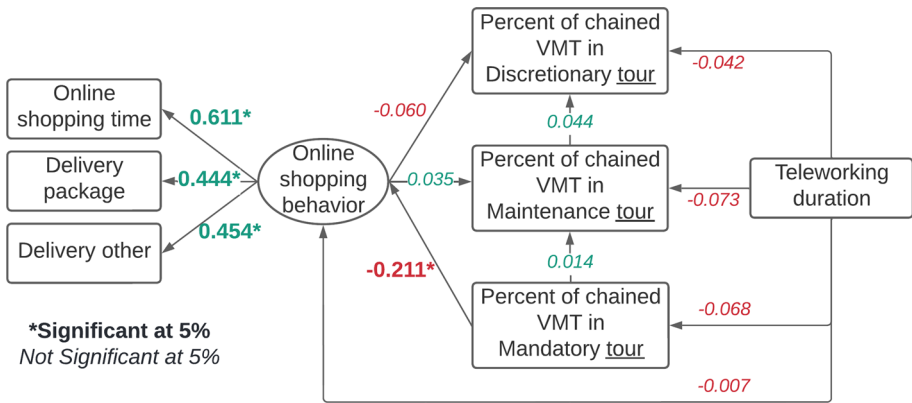 Percent of chained
VMT in
Discretionary tour
-0.042
Online
shopping time
0.611*
-0.060
0.044
Delivery
package
0.444*
Online
shopping
behavior
0.035
Percent of chained
VMT in
Maintenance tour
-0.073
Teleworking
duration
Delivery other
0.454*
-0.211*
0.014
Percent of chained
VMT in
Mandatory tour
-0.068
*Significant at 5%
Not Significant at 5%
-0.007